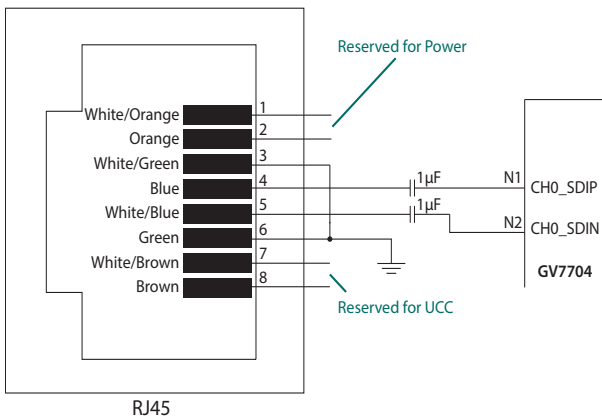 Reserved for Power
White/Orange 1
Orange 2
White/Green 3
Blue 4 1μF N1 CH0_SDIP
White/Blue 5 1μF N2 CH0_SDIN
Green 6
White/Brown 7 GV7704
Brown 8
Reserved for UCC
RJ45